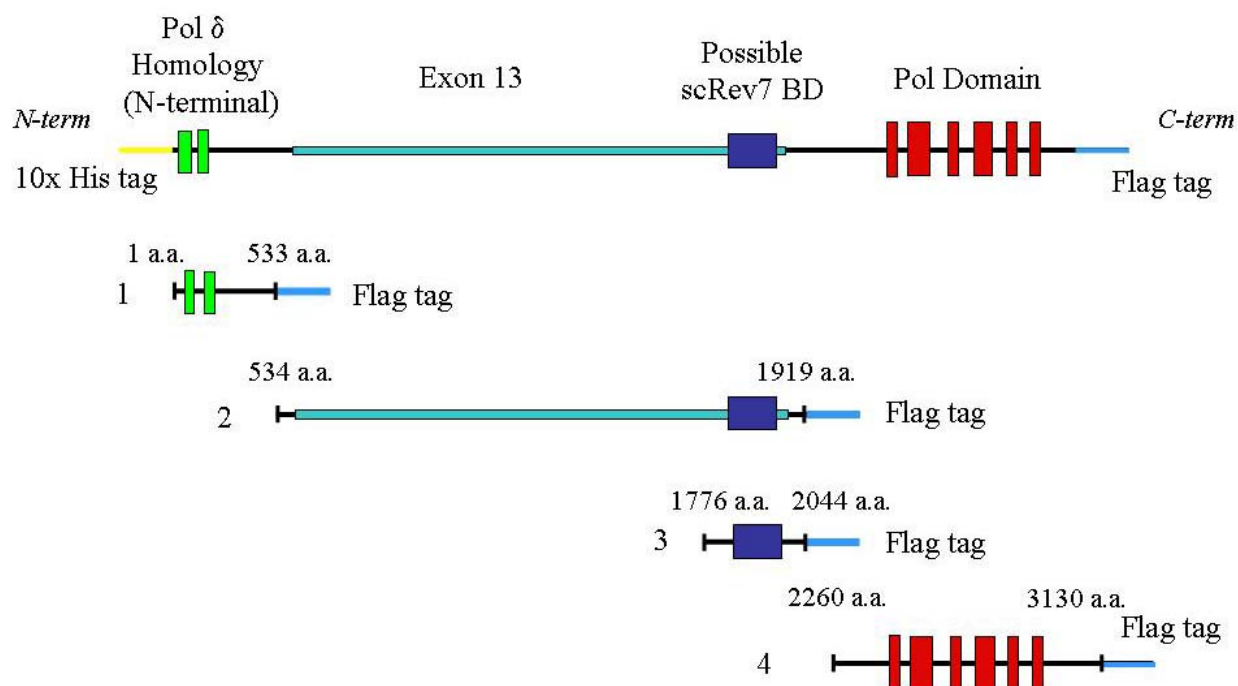 Pol δ
Homology
(N-terminal)
Exon 13
Possible
scRev7 BD
Pol Domain
N-term
C-term
10x His tag
Flag tag
1 a.a.
533 a.a.
1
Flag tag
534 a.a.
1919 a.a.
2
Flag tag
1776 a.a.
2044 a.a.
3
Flag tag
2260 a.a.
3130 a.a.
Flag tag
4